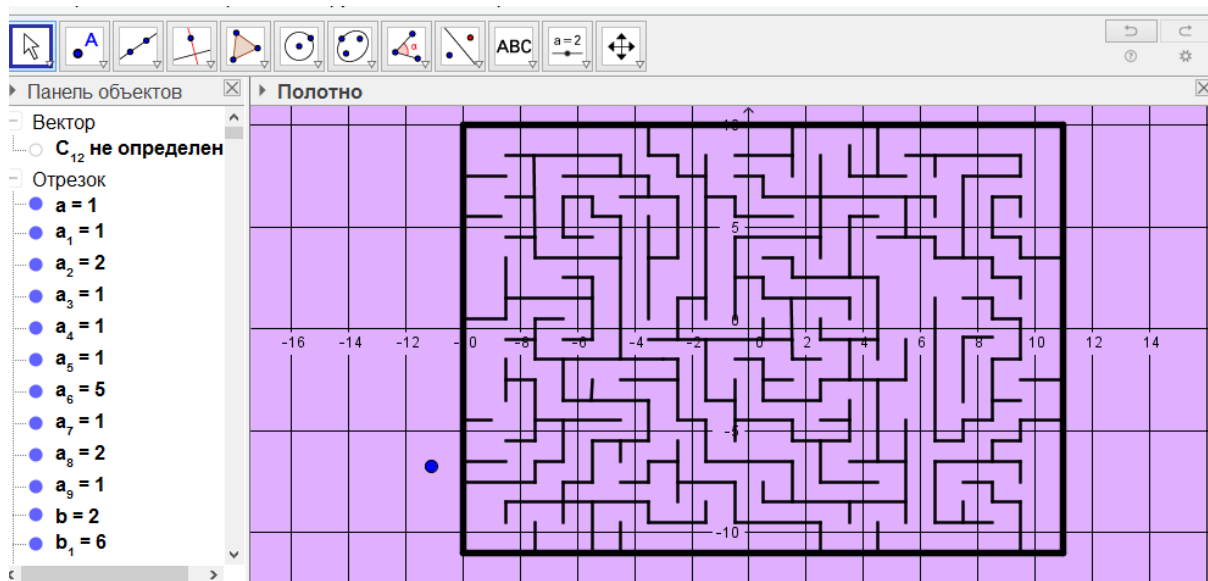 A
α
ABC
a = 2
Панель объектов
Полотно
Вектор
C₁₂ не определен
Отрезок
a = 1
a₁ = 1
a₂ = 2
a₃ = 1
a₄ = 1
a₅ = 1
a₆ = 5
a₇ = 1
a₈ = 2
a₉ = 1
b = 2
b₁ = 6
10
5
0
-16 -14 -12 -8 -6 -4 -2 0 2 4 6 8 10 12 14
-5
-10